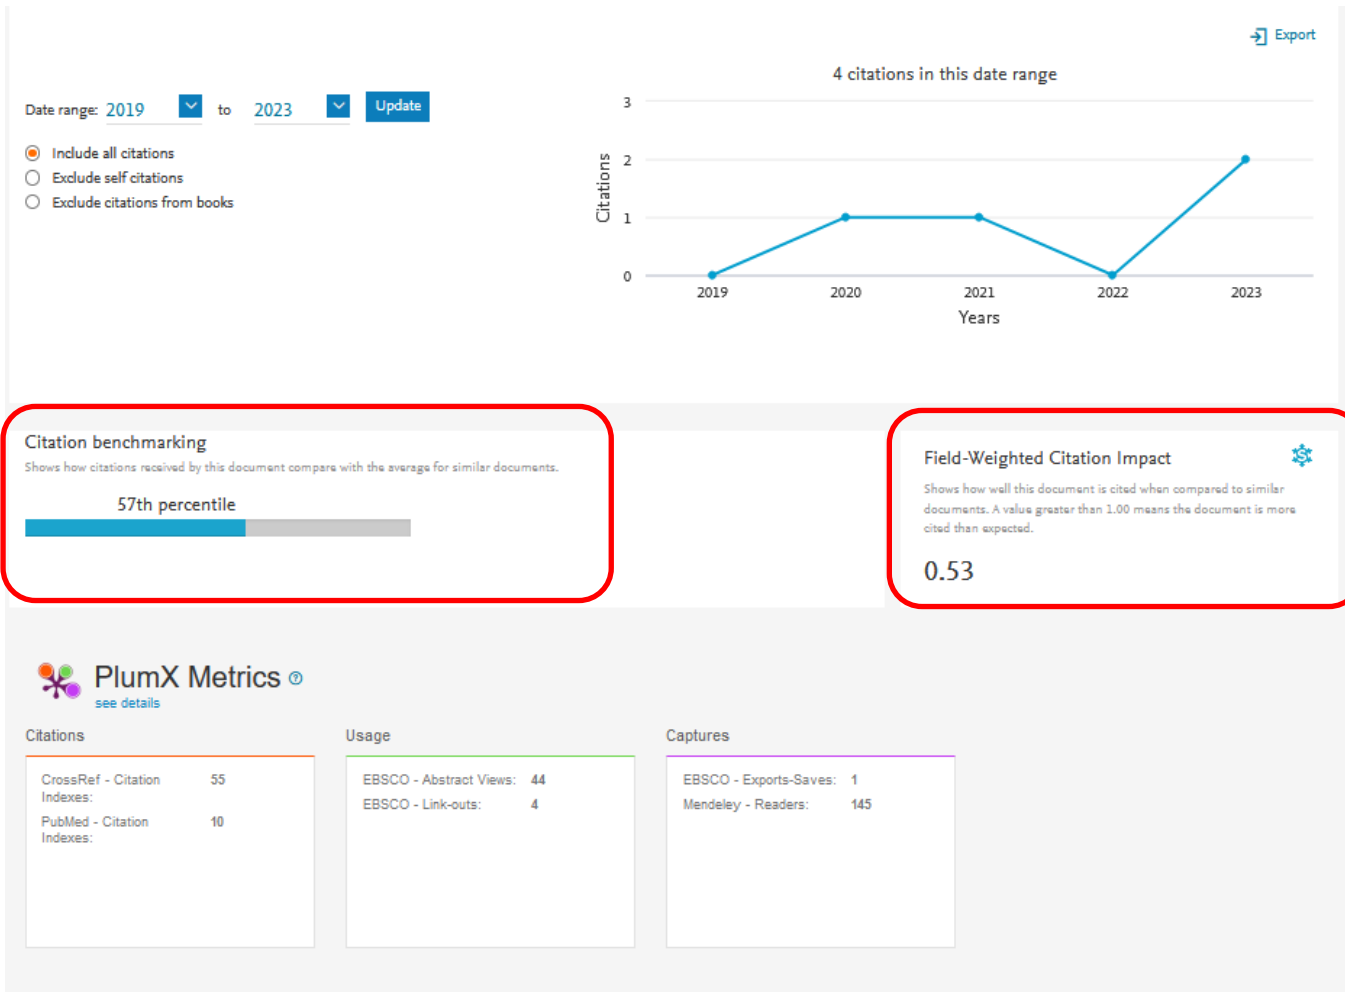 Export
4 citations in this date range
Date range: 2019 to 2023 Update
Include all citations
Exclude self citations
Exclude citations from books
3
2
1
0
Citations
2019 2020 2021 2022 2023
Years
Citation benchmarking
Shows how citations received by this document compare with the average for similar documents.
57th percentile
Field-Weighted Citation Impact
Shows how well this document is cited when compared to similar
documents. A value greater than 1.00 means the document is more
cited than expected.
0.53
PlumX Metrics ?
see details
Citations
CrossRef - Citation 55
Indexes:
PubMed - Citation 10
Indexes:
Usage
EBSCO - Abstract Views: 44
EBSCO - Link-outs: 4
Captures
EBSCO - Exports-Saves: 1
Mendeley - Readers: 145